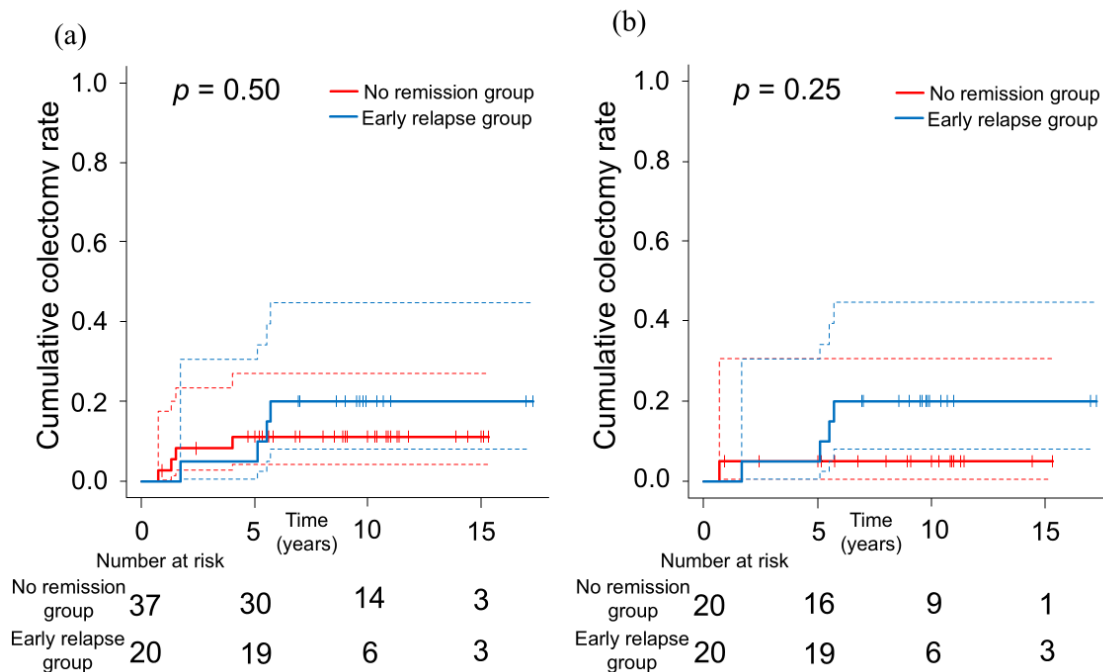 (a)
p = 0.50
No remission group
Early relapse group
Cumulative colectomy rate
1.0
0.8
0.6
0.4
0.2
0.0
0 5 10 15
Time
(years)
Number at risk
No remission
group
37 30 14 3
Early relapse
group
20 19 6 3
(b)
p = 0.25
No remission group
Early relapse group
Cumulative colectomy rate
1.0
0.8
0.6
0.4
0.2
0.0
0 5 10 15
Time
(years)
Number at risk
No remission
group
20 16 9 1
Early relapse
group
20 19 6 3